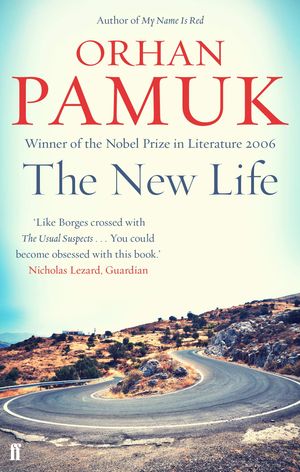 Author of My Name Is Red
ORHAN
PAMUK
Winner of the Nobel Prize in Literature 2006
The New Life
‘Like Borges crossed with
The Usual Suspects . . . You could
become obsessed with this book.’
Nicholas Lezard, Guardian
ff